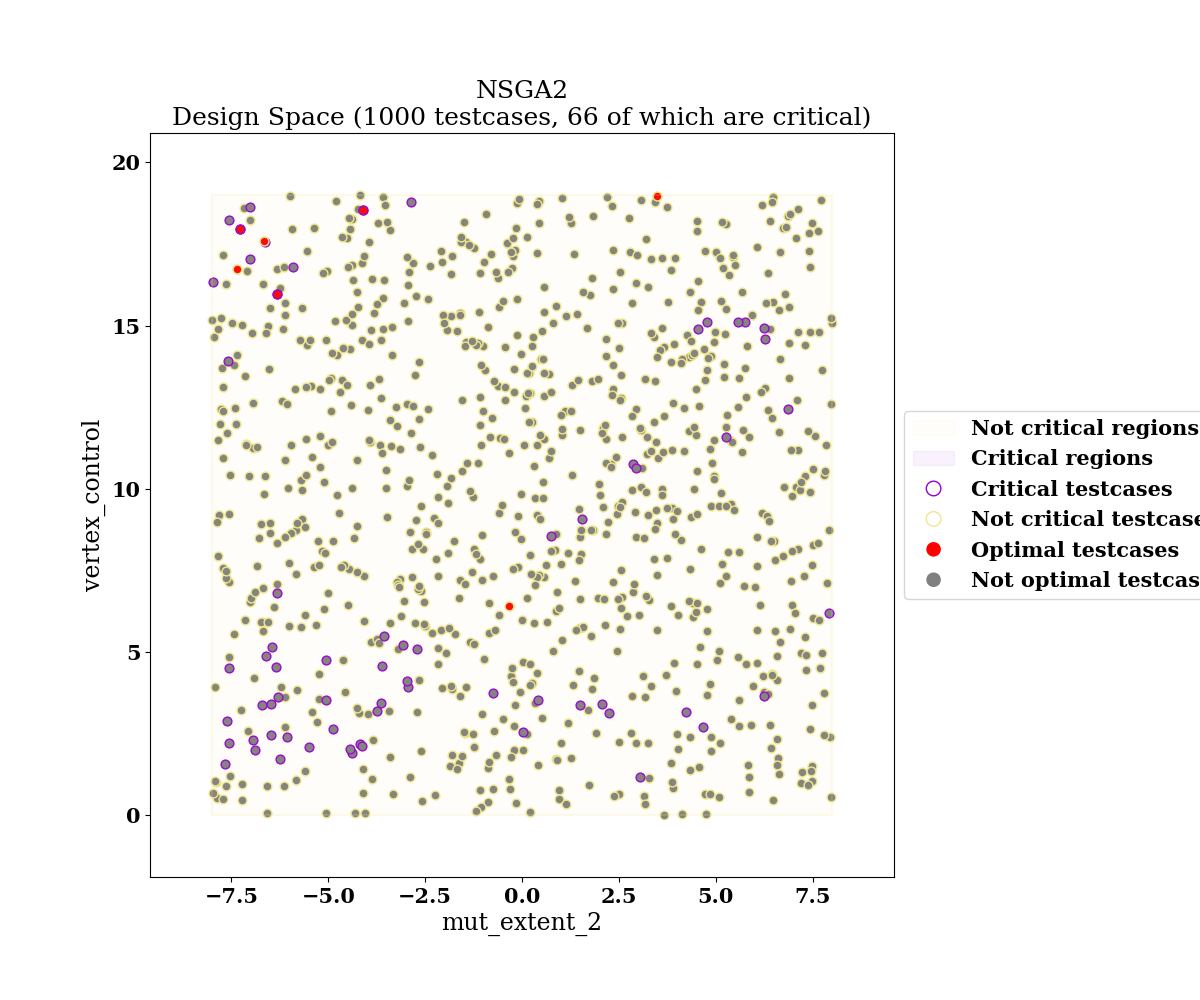 NSGA2
Design Space (1000 testcases, 66 of which are critical)
20
15
10
5
0
vertex_control
−7.5 −5.0 −2.5 0.0 2.5 5.0 7.5
mut_extent_2
Not critical regions
Critical regions
Critical testcases
Not critical testcase
Optimal testcases
Not optimal testcas